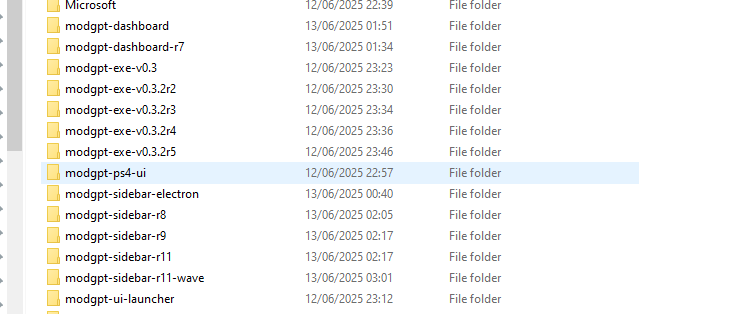 Microsoft 12/06/2025 22:39 File folder
modgpt-dashboard 13/06/2025 01:51 File folder
modgpt-dashboard-r7 13/06/2025 01:34 File folder
modgpt-exe-v0.3 12/06/2025 23:23 File folder
modgpt-exe-v0.3.2r2 12/06/2025 23:30 File folder
modgpt-exe-v0.3.2r3 12/06/2025 23:34 File folder
modgpt-exe-v0.3.2r4 12/06/2025 23:36 File folder
modgpt-exe-v0.3.2r5 12/06/2025 23:46 File folder
modgpt-ps4-ui 12/06/2025 22:57 File folder
modgpt-sidebar-electron 13/06/2025 00:40 File folder
modgpt-sidebar-r8 13/06/2025 02:05 File folder
modgpt-sidebar-r9 13/06/2025 02:17 File folder
modgpt-sidebar-r11 13/06/2025 02:17 File folder
modgpt-sidebar-r11-wave 13/06/2025 03:01 File folder
modgpt-ui-launcher 12/06/2025 23:12 File folder